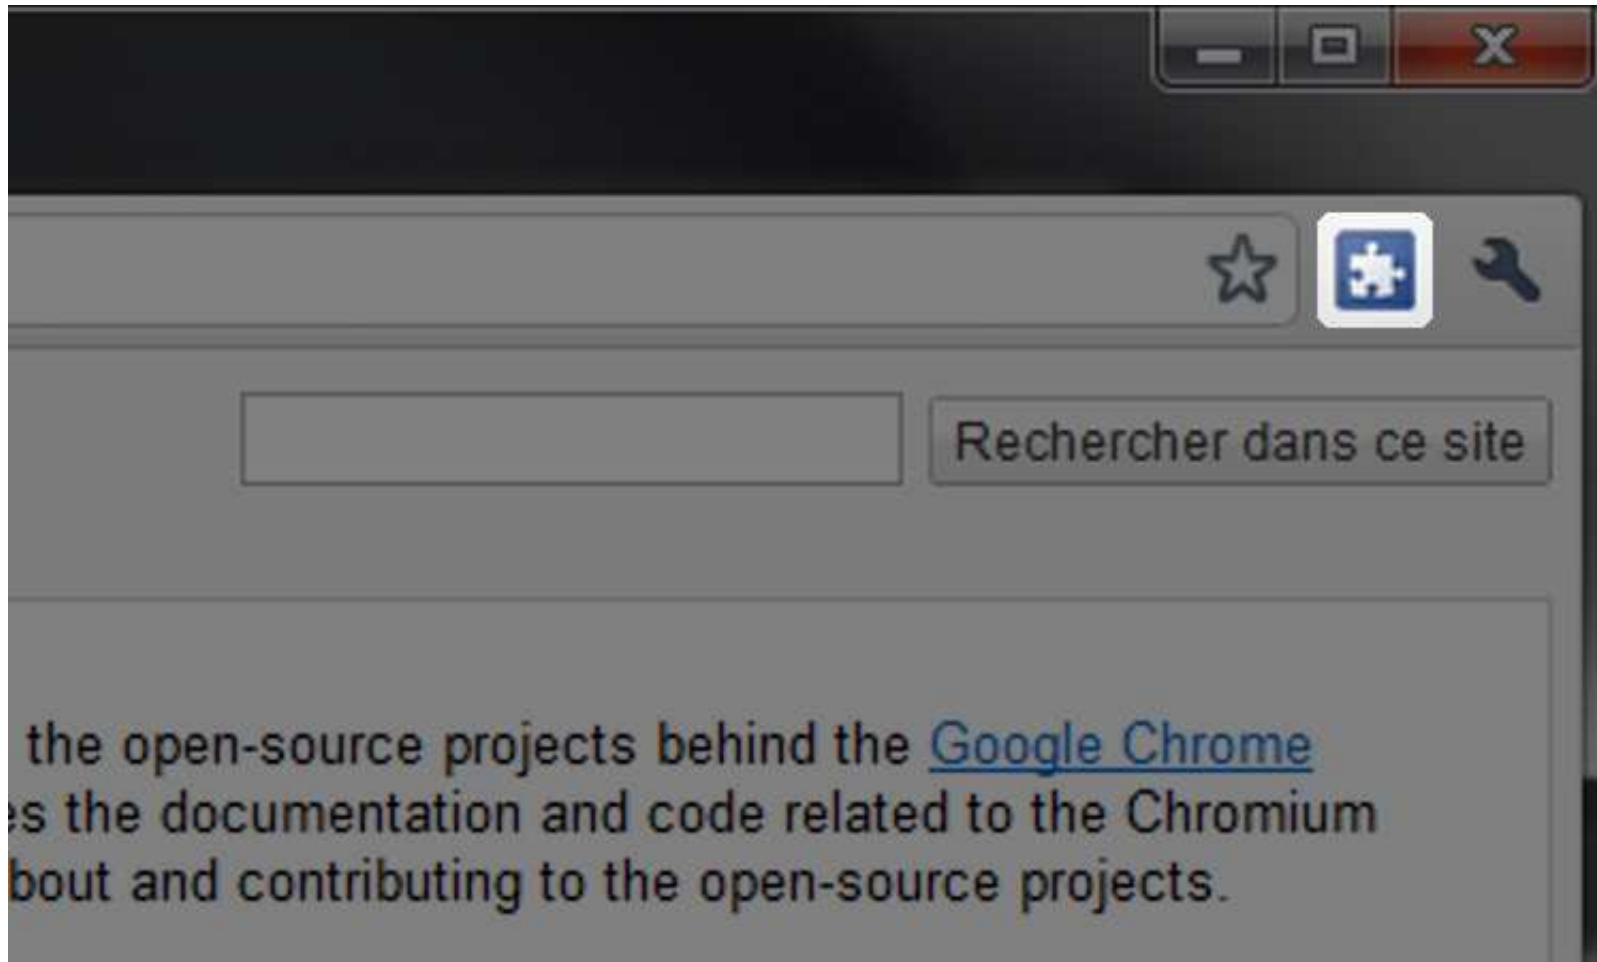 Rechercher dans ce site
the open-source projects behind the Google Chrome
es the documentation and code related to the Chromium
bout and contributing to the open-source projects.